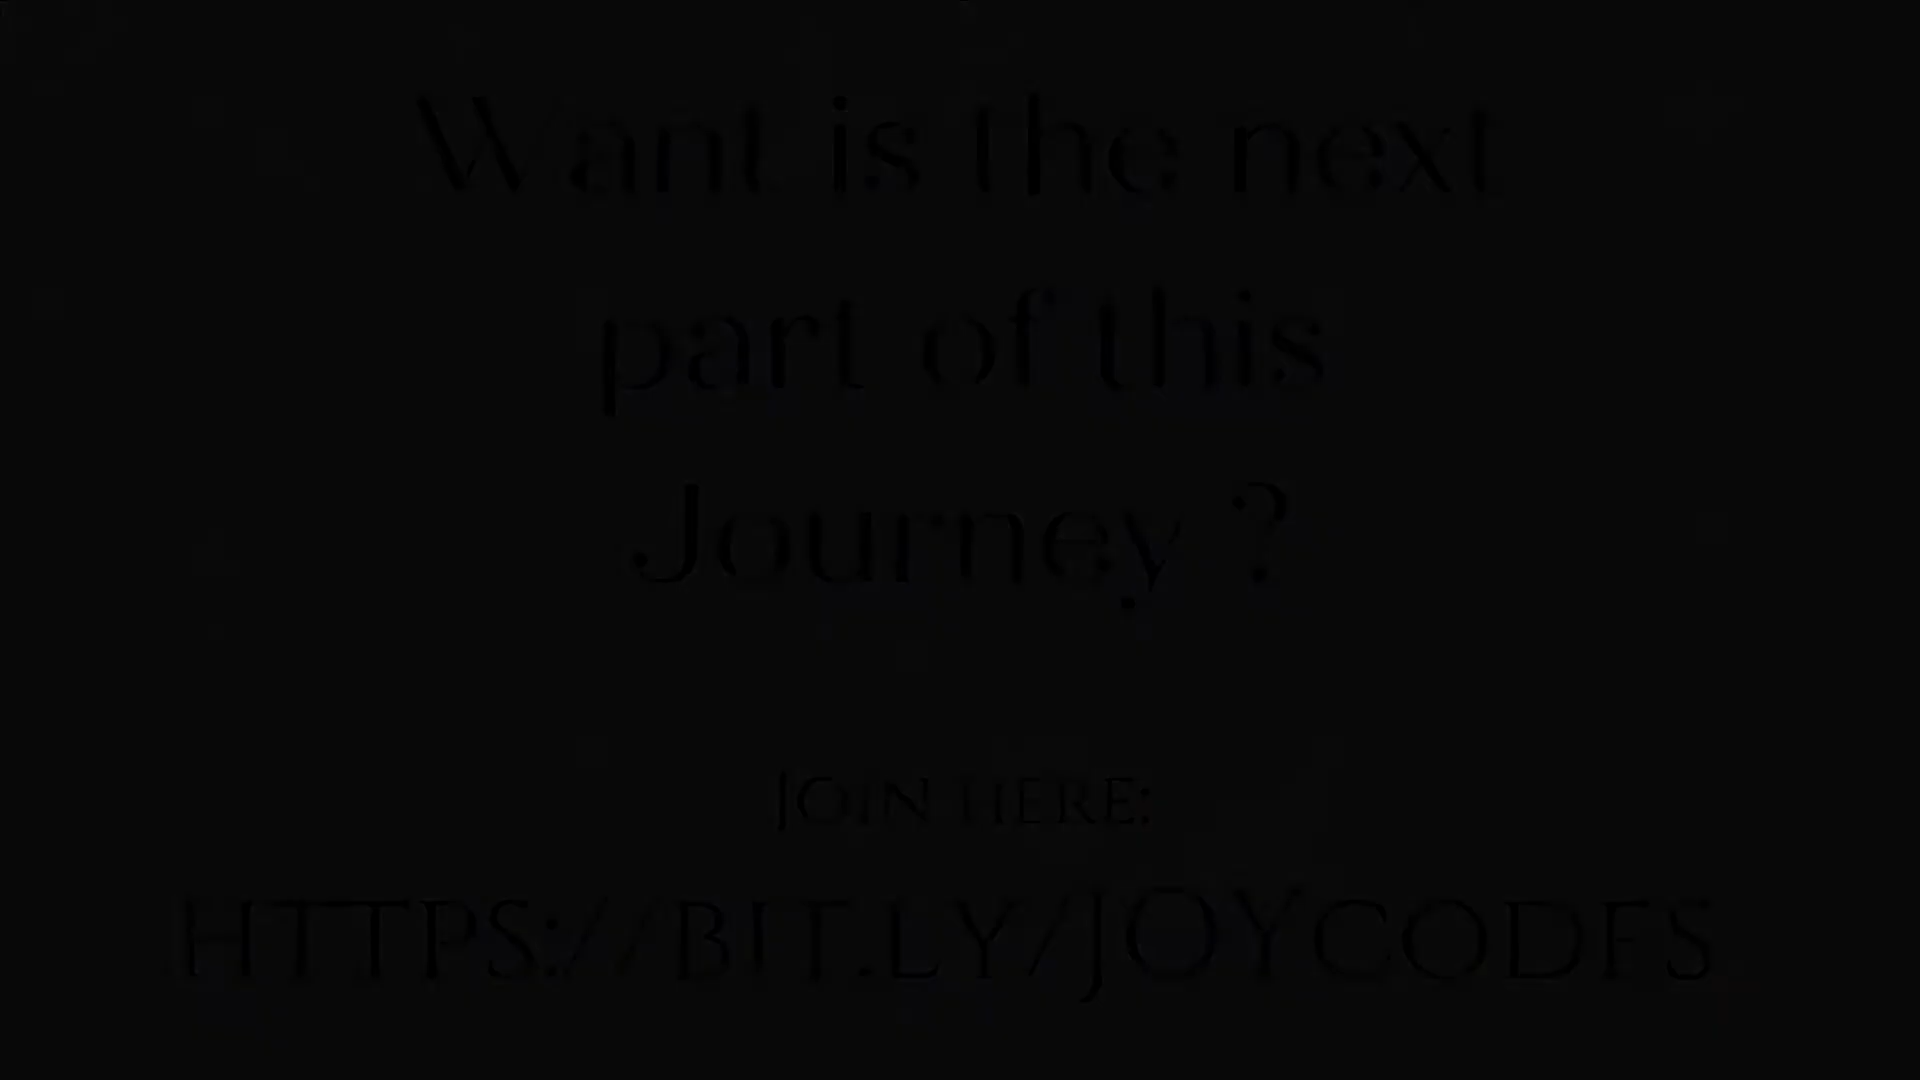 Want is the next
part of this
Journey ?
JOIN HERE:
HTTPS://BIT.LY/JOYCODES